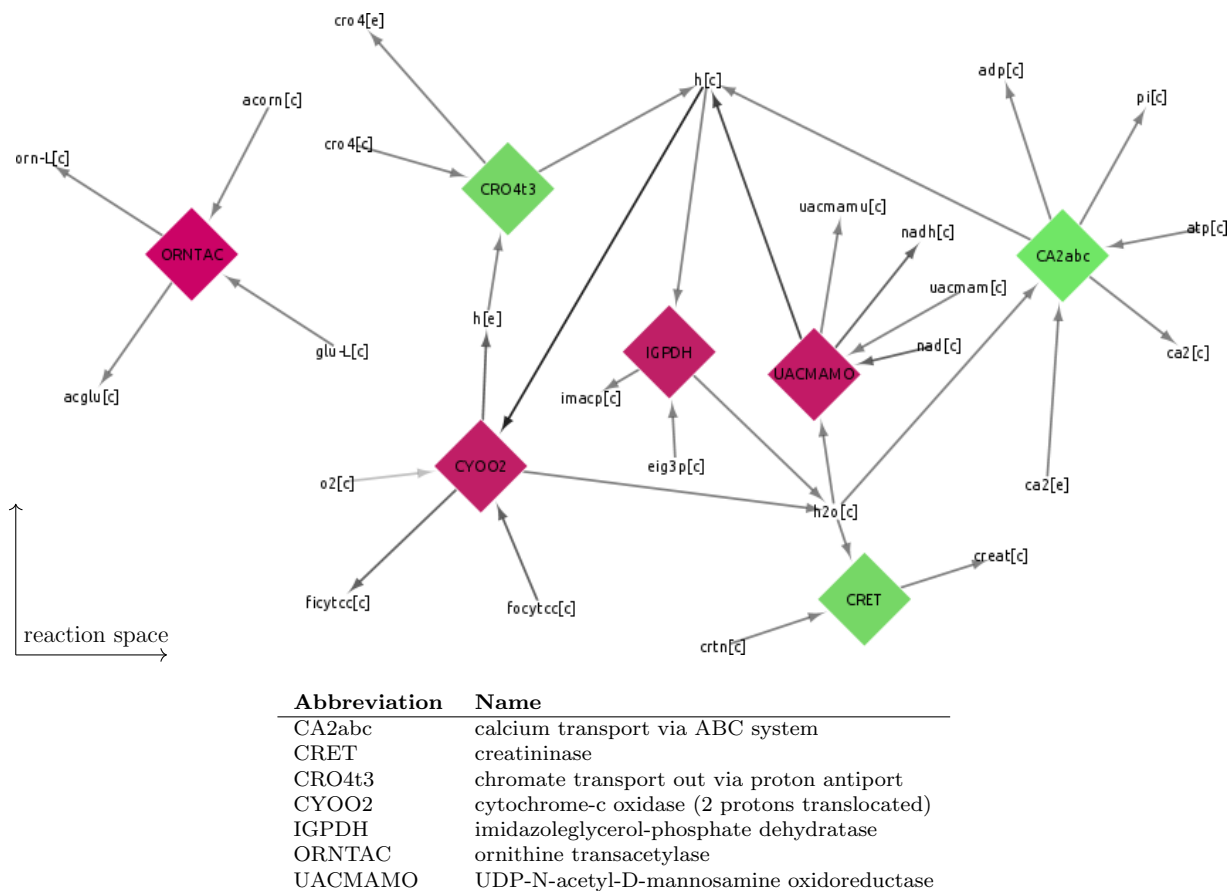 cro4[e]
h[c]
adp[c]
pi[c]
acorn[c]
cro4[c]
orn-L[c]
CRO4t3
uacmamu[c]
nadh[c]
atp[c]
ORNTAC
CA2abc
uacmam[c]
h[e]
glu-L[c]
IGPDH
nad[c]
ca2[c]
UACMAMO
acglu[c]
imacp[c]
CYOO2
eig3p[c]
o2[c]
ca2[e]
h2o[c]
creat[c]
ficytcc[c]
focytcc[c]
CRET
reaction space
crtn[c]
Abbreviation Name
CA2abc calcium transport via ABC system
CRET creatininase
CRO4t3 chromate transport out via proton antiport
CYOO2 cytochrome-c oxidase (2 protons translocated)
IGPDH imidazoleglycerol-phosphate dehydratase
ORNTAC ornithine transacetylase
UACMAMO UDP-N-acetyl-D-mannosamine oxidoreductase